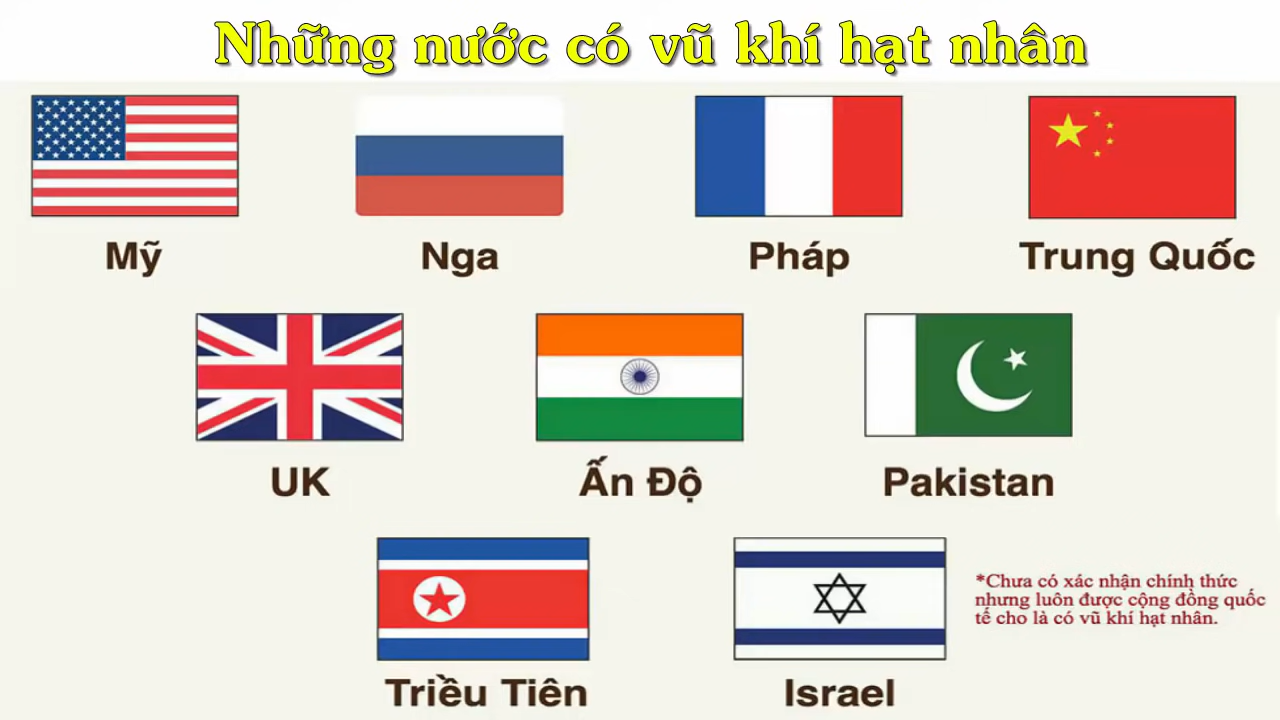 Những nước có vũ khí hạt nhân
Mỹ
Nga
Pháp
Trung Quốc
UK
Ấn Độ
Pakistan
Triều Tiên
Israel
*Chưa có xác nhận chính thức
nhưng luôn được cộng đồng quốc
tế cho là có vũ khí hạt nhân.